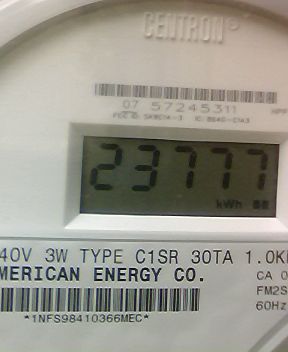 CENTRON®
07 57245311
23777
kWh
40V 3W TYPE C1SR 30TA 1.0K
MERICAN ENERGY CO.
CA 0
FM2S
60Hz
*1NFS98410366MEC*